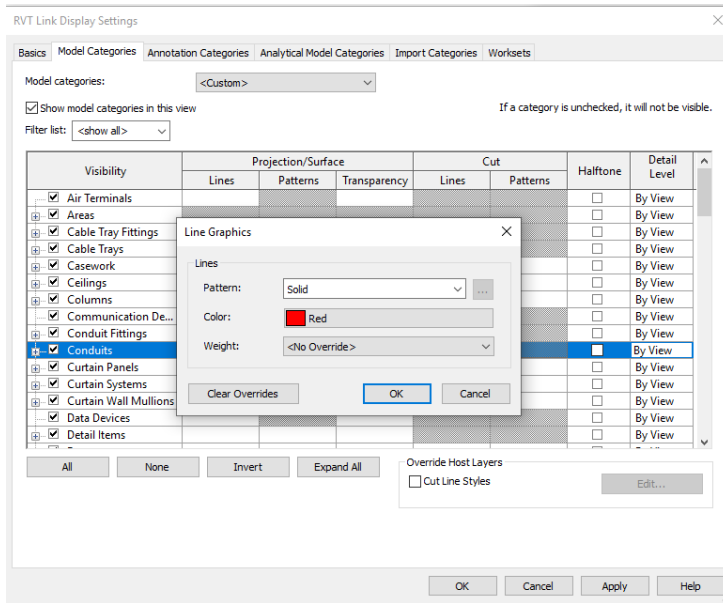 RVT Link Display Settings
Basics Model Categories Annotation Categories Analytical Model Categories Import Categories Worksets
Model categories: <Custom>
Show model categories in this view If a category is unchecked, it will not be visible.
Filter list: <show all>
Visibility Projection/Surface Cut Halftone Detail Level
Lines Patterns Transparency Lines Patterns
Air Terminals By View
Areas By View
Cable Tray Fittings By View
Cable Trays By View
Casework By View
Ceilings By View
Columns By View
Communication De... By View
Conduit Fittings By View
Conduits By View
Curtain Panels By View
Curtain Systems By View
Curtain Wall Mullions By View
Data Devices By View
Detail Items By View
Line Graphics
Lines
Pattern: Solid ...
Color: Red
Weight: <No Override>
Clear Overrides OK Cancel
All None Invert Expand All
Override Host Layers
Cut Line Styles Edit...
OK Cancel Apply Help